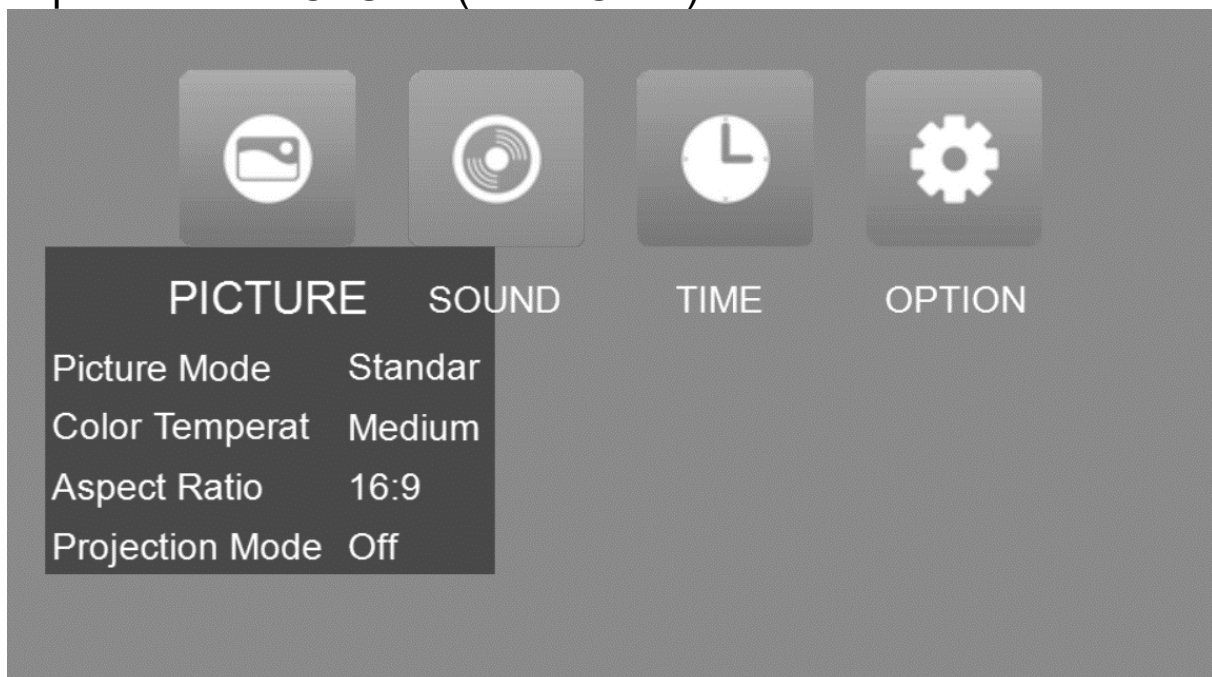 PICTURE SOUND TIME OPTION
Picture Mode Standar
Color Temperat Medium
Aspect Ratio 16:9
Projection Mode Off